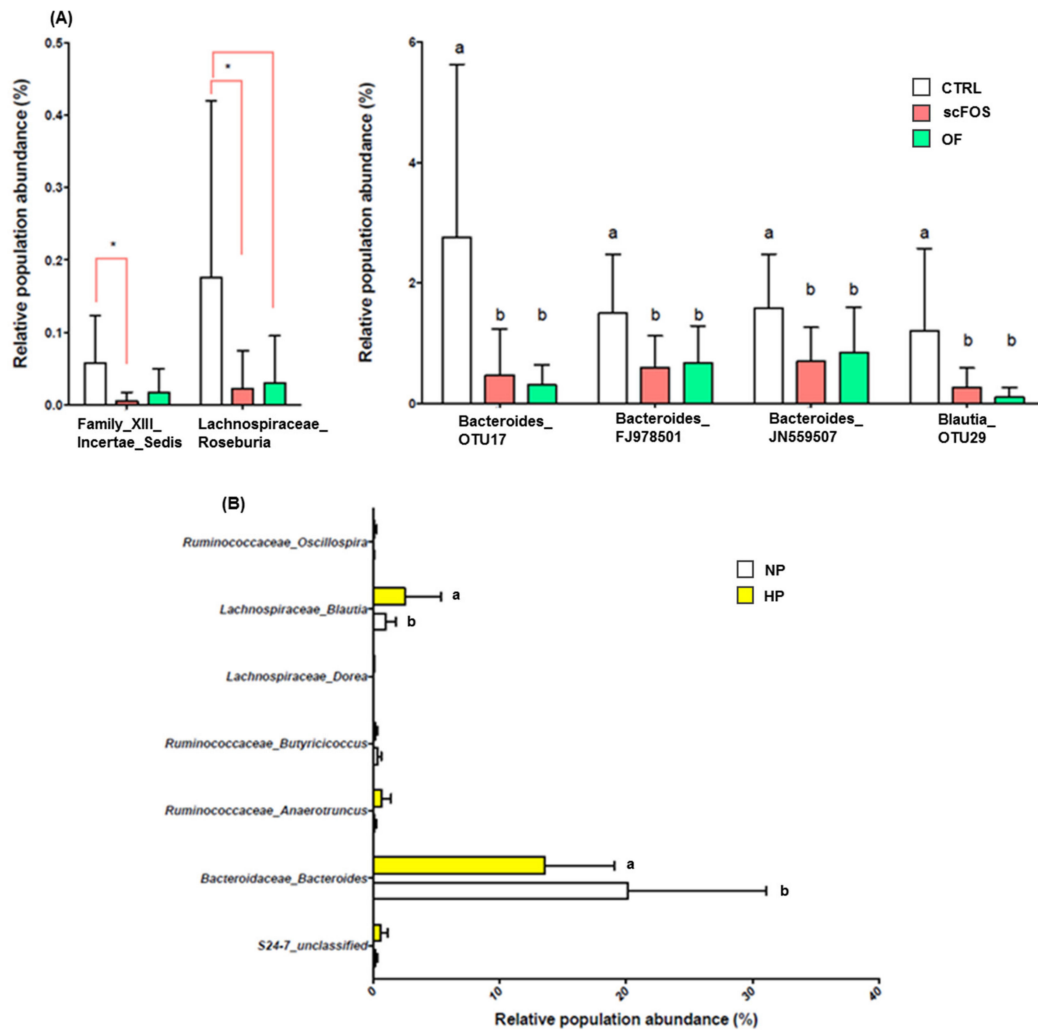 (A)
Relative population abundance (%)
0.5
0.4
0.3
0.2
0.1
0.0
*
*
Family_XIII_
Incertae_Sedis
Lachnospiraceae_
Roseburia
Relative population abundance (%)
6
4
2
0
a
b
b
a
b
b
a
b
b
a
b
b
CTRL
scFOS
OF
Bacteroides_
OTU17
Bacteroides_
FJ978501
Bacteroides_
JN559507
Blautia_
OTU29
(B)
Ruminococcaceae_Oscillospira
Lachnospiraceae_Blautia
Lachnospiraceae_Dorea
Ruminococcaceae_Butyricicoccus
Ruminococcaceae_Anaerotruncus
Bacteroidaceae_Bacteroides
S24-7_unclassified
a
b
a
b
NP
HP
0
10
20
30
40
Relative population abundance (%)